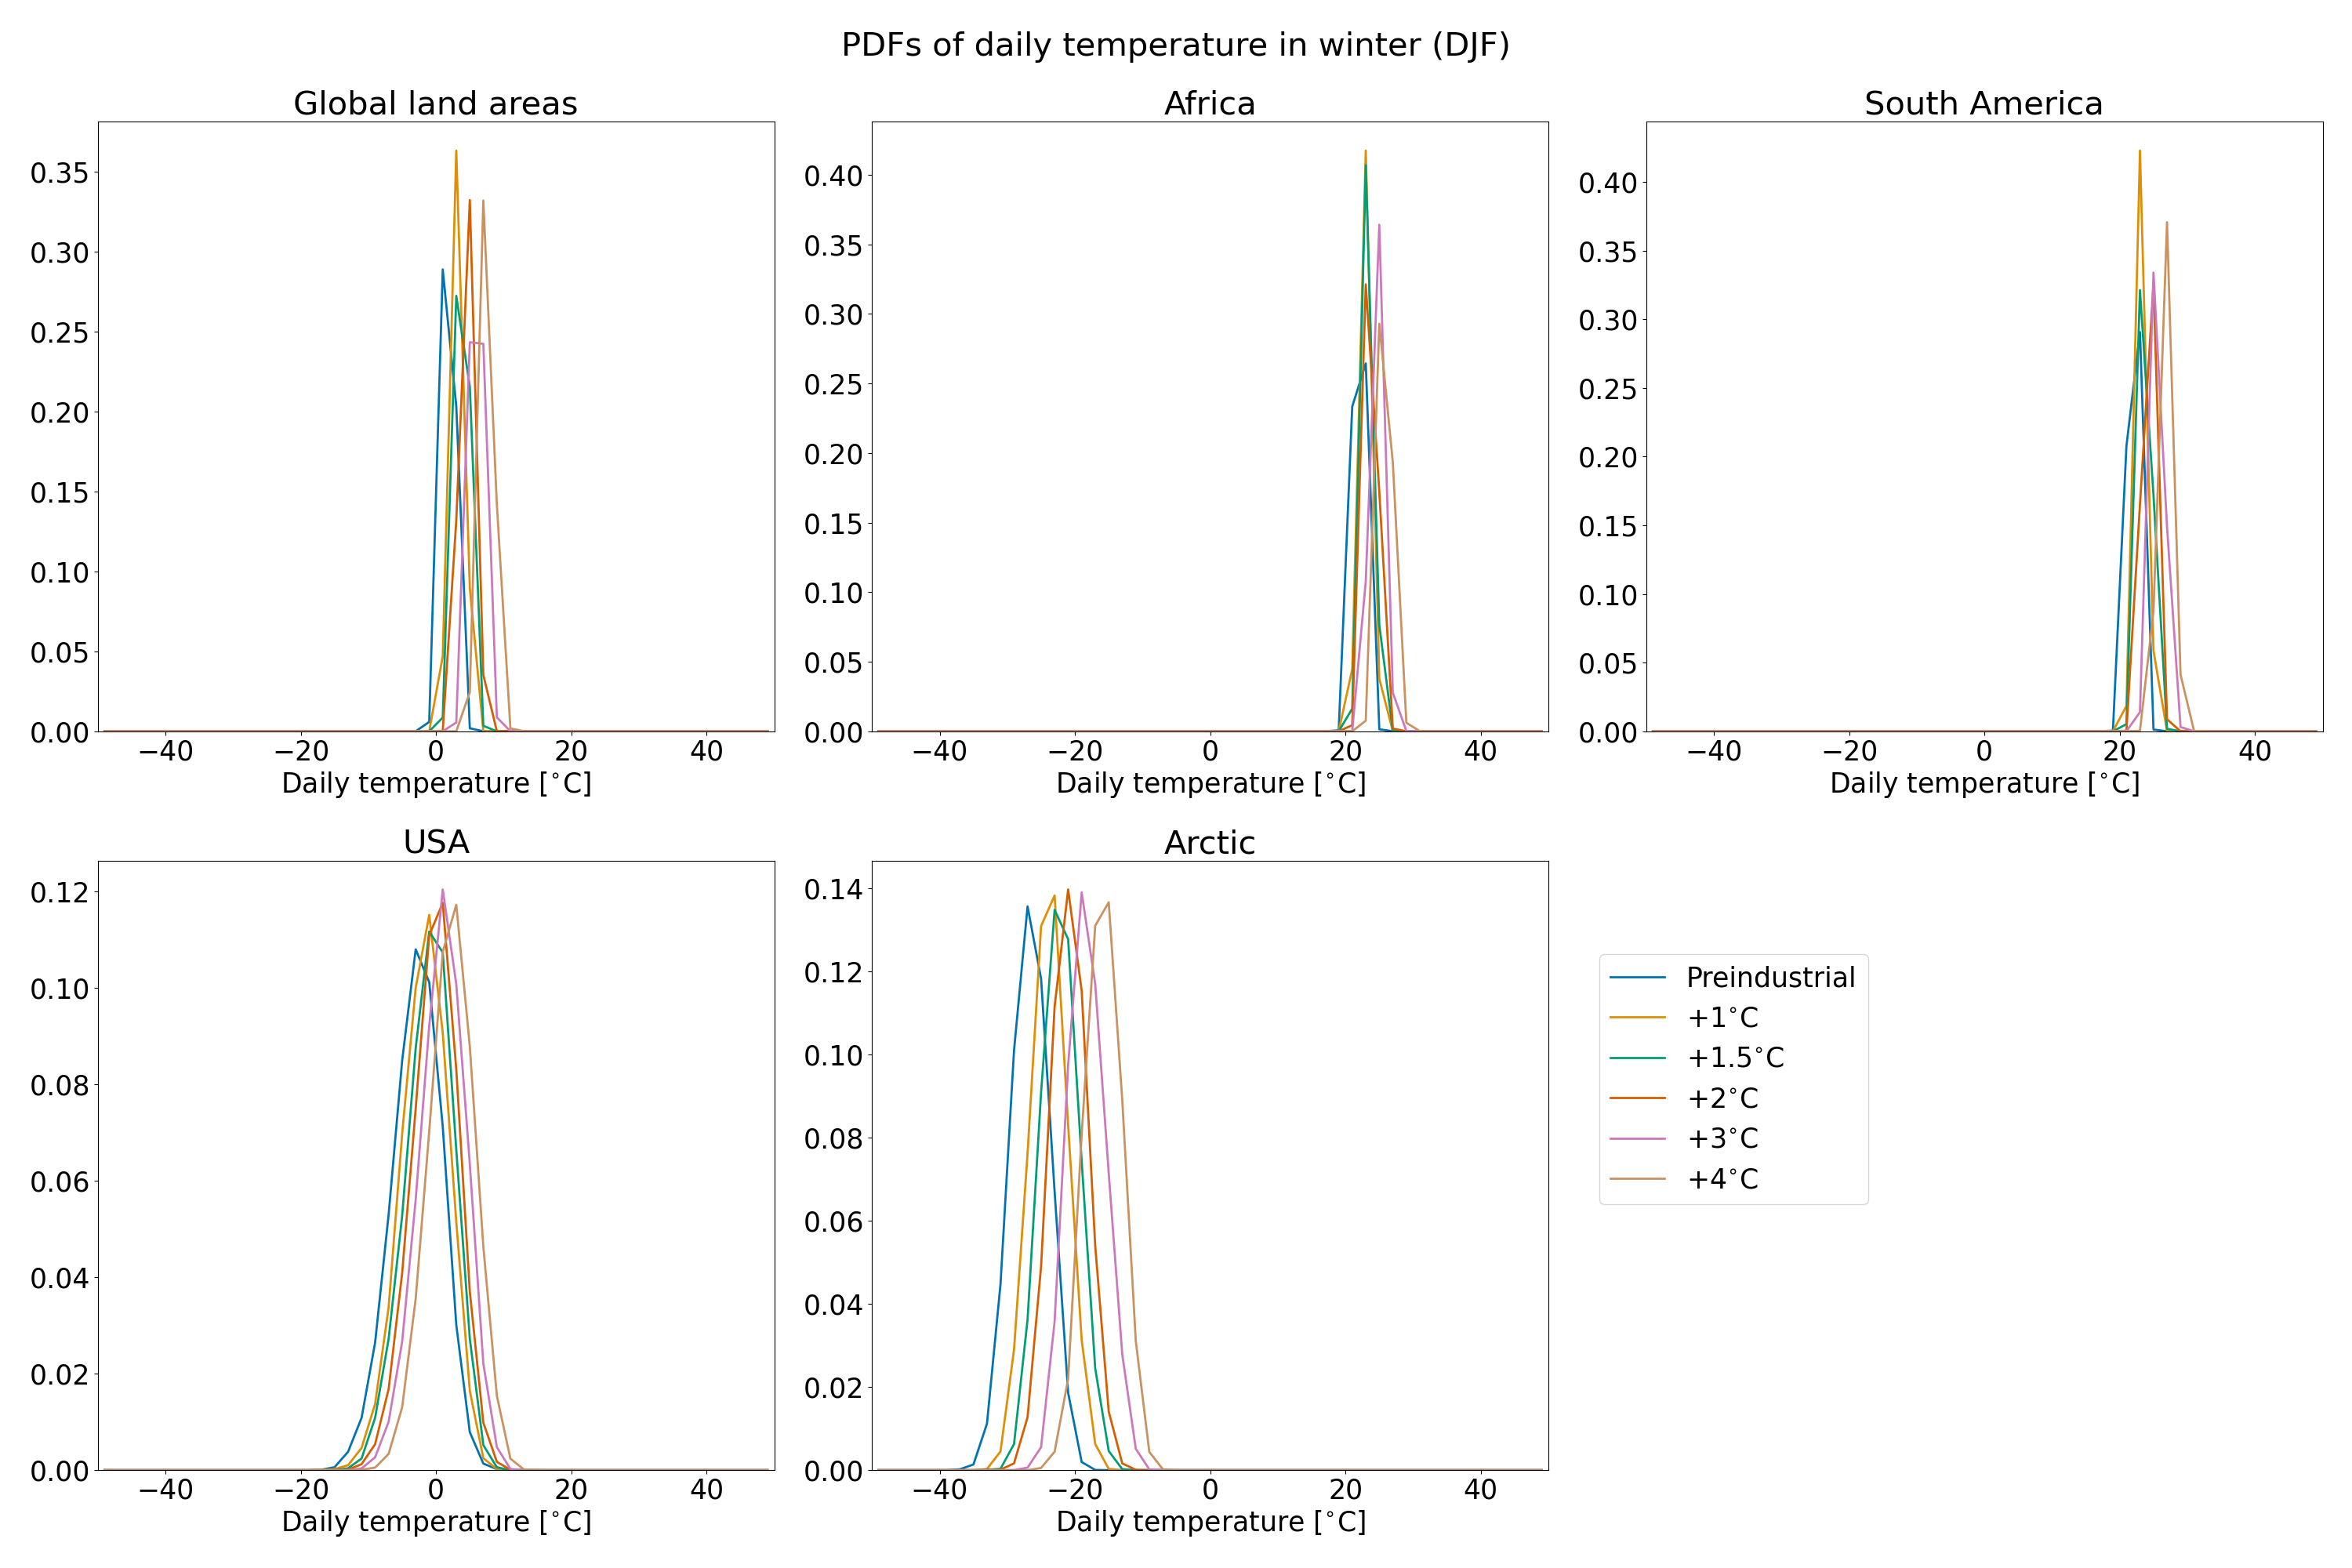 PDFs of daily temperature in winter (DJF)
Global land areas
0.35
0.30
0.25
0.20
0.15
0.10
0.05
0.00
−40 −20 0 20 40
Daily temperature [°C]
Africa
0.40
0.35
0.30
0.25
0.20
0.15
0.10
0.05
0.00
−40 −20 0 20 40
Daily temperature [°C]
South America
0.40
0.35
0.30
0.25
0.20
0.15
0.10
0.05
0.00
−40 −20 0 20 40
Daily temperature [°C]
USA
0.12
0.10
0.08
0.06
0.04
0.02
0.00
−40 −20 0 20 40
Daily temperature [°C]
Arctic
0.14
0.12
0.10
0.08
0.06
0.04
0.02
0.00
−40 −20 0 20 40
Daily temperature [°C]
Preindustrial
+1°C
+1.5°C
+2°C
+3°C
+4°C